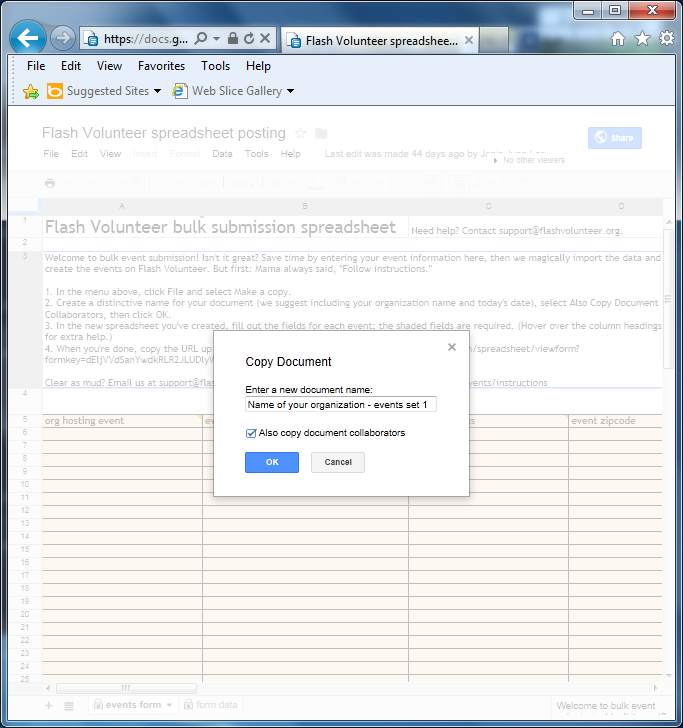 https://docs.g...
Flash Volunteer spreadshee...
File Edit View Favorites Tools Help
Suggested Sites
Web Slice Gallery
Flash Volunteer spreadsheet posting
Share
File Edit View Insert Format Data Tools Help
Last edit was made 44 days ago by
No other viewers
A B C D
1
Flash Volunteer bulk submission spreadsheet
Need help? Contact support@flashvolunteer.org.
2
3
Welcome to bulk event submission! Isn't it great? Save time by entering your event information here, then we magically import the data and
create the events on Flash Volunteer. But first: Mama always said, "Follow instructions."
1. In the menu above, click File and select Make a copy.
2. Create a distinctive name for your document (we suggest including your organization name and today's date), select Also Copy Document
Collaborators, then click OK.
3. In the new spreadsheet you've created, fill out the fields for each event; the shaded fields are required. (Hover over the column headings
for extra help.)
4. When you're done, copy the URL up
m/spreadsheet/viewform?
formkey=dEljVVdSanYwdkRLR2JLUDly
Clear as mud? Email us at support@flas
vents/instructions
Copy Document
Enter a new document name:
Name of your organization - events set 1
Also copy document collaborators
OK
Cancel
4
5
org hosting event
ev
s
event zipcode
6
7
8
9
10
11
12
13
14
15
16
17
18
19
20
21
22
23
24
25
events form
form data
Welcome to bulk event